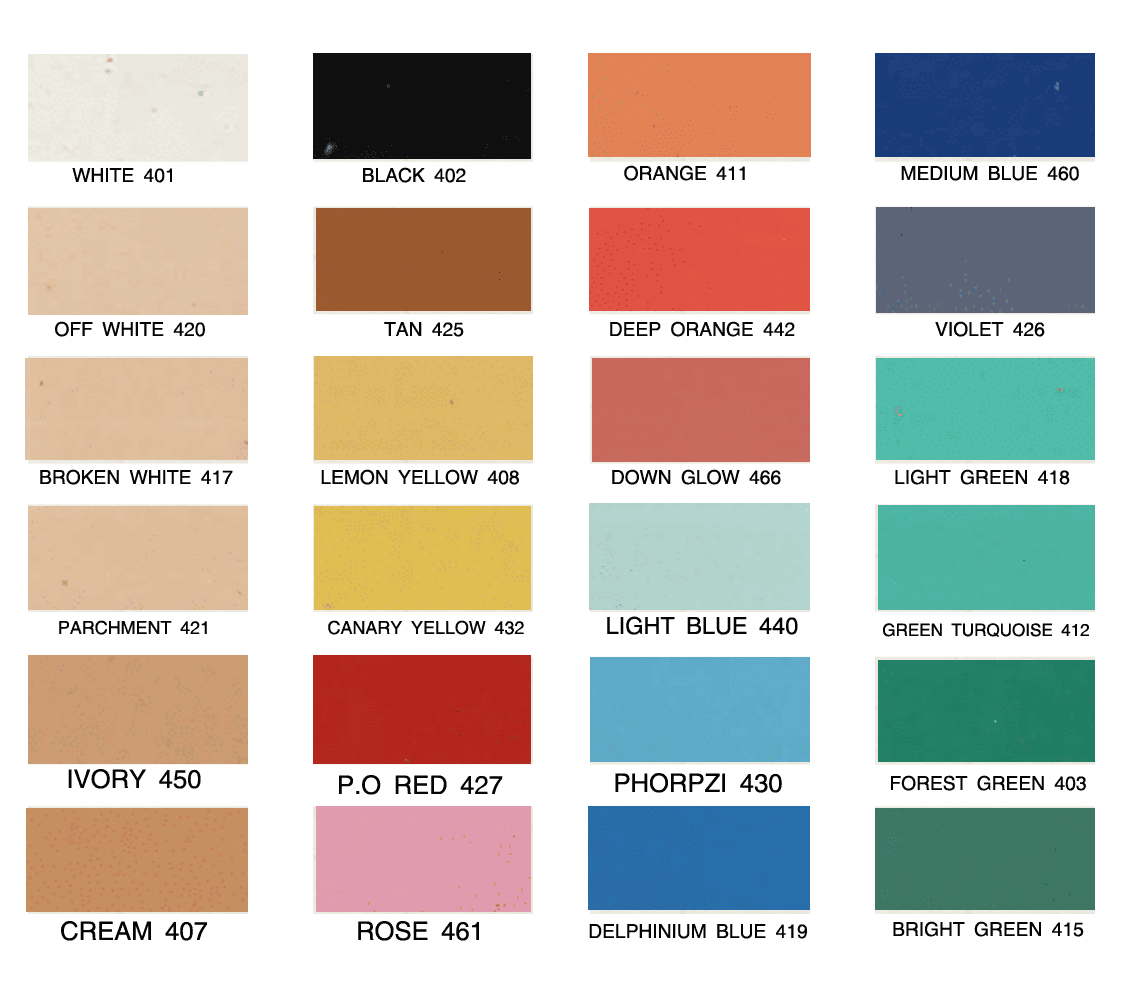 WHITE 401
BLACK 402
ORANGE 411
MEDIUM BLUE 460
OFF WHITE 420
TAN 425
DEEP ORANGE 442
VIOLET 426
BROKEN WHITE 417
LEMON YELLOW 408
DOWN GLOW 466
LIGHT GREEN 418
PARCHMENT 421
CANARY YELLOW 432
LIGHT BLUE 440
GREEN TURQUOISE 412
IVORY 450
P.O RED 427
PHORPZI 430
FOREST GREEN 403
CREAM 407
ROSE 461
DELPHINIUM BLUE 419
BRIGHT GREEN 415